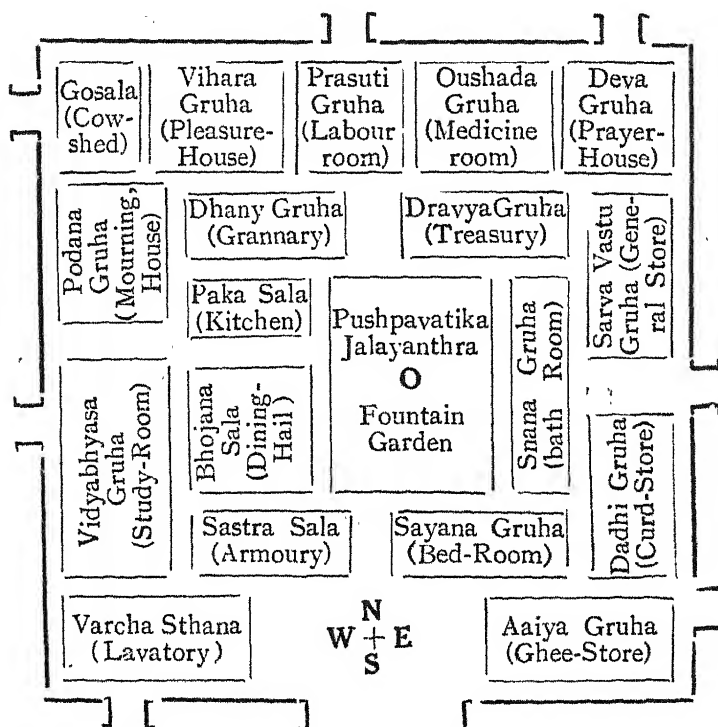 Gosala
(Cow-
shed)
Vihara
Gruha
(Pleasure-
House)
Prasuti
Gruha
(Labour
room)
Oushada
Gruha
(Medicine
room)
Deva
Gruha
(Prayer-
House)
Podana
Gruha
(Mourning,
House)
Dhany Gruha
(Grannary)
DravyaGruha
(Treasury)
Sarva Vastu
Gruha (Gene-
ral Store)
Paka Sala
(Kitchen)
Pushpavatika
Jalayanthra
O
Fountain
Garden
Snana Gruha
(bath Room)
Vidyabhyasa
Gruha
(Study-Room)
Bhojana
Sala
(Dining-
Hail)
Dadhi Gruha
(Curd-Store)
Sastra Sala
(Armoury)
Sayana Gruha
(Bed-Room)
Varcha Sthana
(Lavatory)
N
W E
S
Aaiya Gruha
(Ghee-Store)